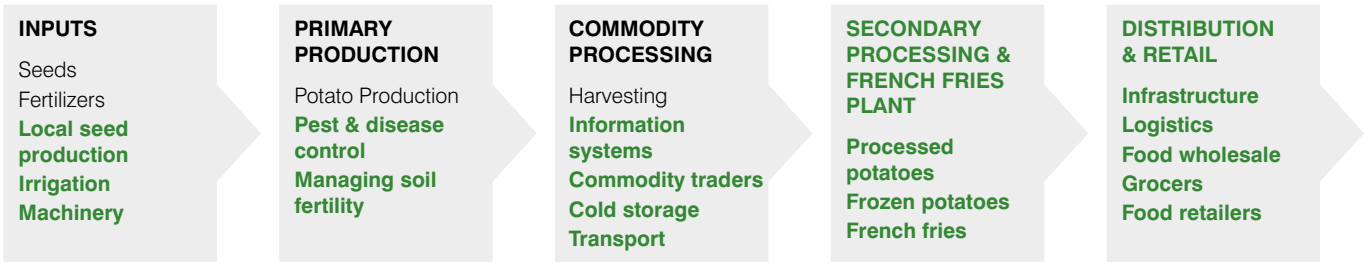 INPUTS
Seeds
Fertilizers
Local seed
production
Irrigation
Machinery
PRIMARY
PRODUCTION
Potato Production
Pest & disease
control
Managing soil
fertility
COMMODITY
PROCESSING
Harvesting
Information
systems
Commodity traders
Cold storage
Transport
SECONDARY
PROCESSING &
FRENCH FRIES
PLANT
Processed
potatoes
Frozen potatoes
French fries
DISTRIBUTION
& RETAIL
Infrastructure
Logistics
Food wholesale
Grocers
Food retailers